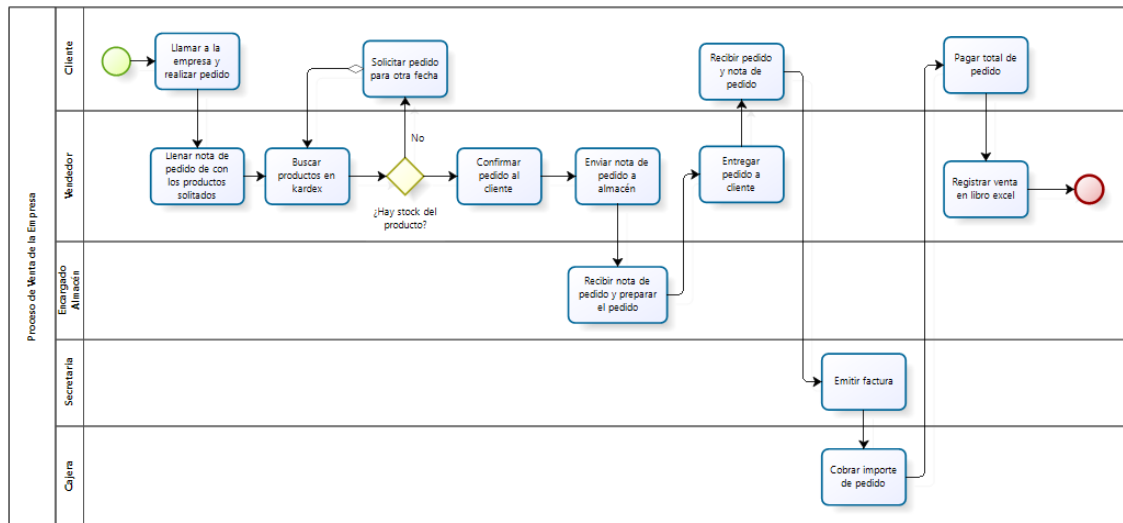 Proceso de Venta de la Empresa
Cliente
Llamar a la
empresa y
realizar pedido
Solicitar pedido
para otra fecha
Recibir pedido
y nota de
pedido
Pagar total de
pedido
Vendedor
Llenar nota de
pedido de con
los productos
solitados
Buscar
productos en
kardex
No
¿Hay stock del
producto?
Confirmar
pedido al
cliente
Enviar nota de
pedido a
almacén
Entregar
pedido a
cliente
Registrar venta
en libro excel
Encargado
Almacén
Recibir nota de
pedido y preparar
el pedido
Secretaria
Emitir factura
Cajera
Cobrar importe
de pedido